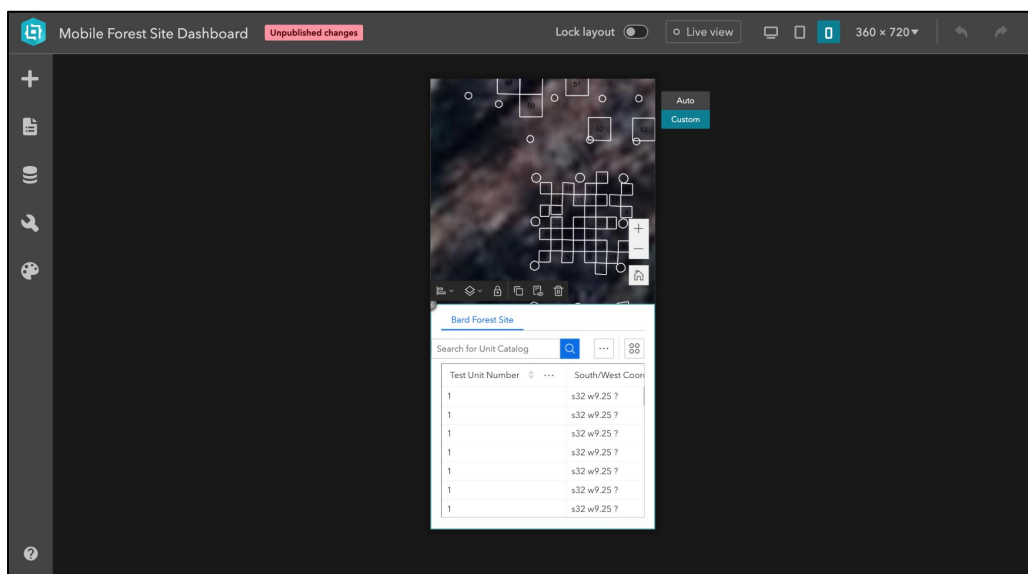 Mobile Forest Site Dashboard Unpublished changes Lock layout Live view 360 × 720
Auto
Custom
Bard Forest Site
Search for Unit Catalog
Test Unit Number South/West Coor
1 s32 w9.25 ?
1 s32 w9.25 ?
1 s32 w9.25 ?
1 s32 w9.25 ?
1 s32 w9.25 ?
1 s32 w9.25 ?
1 s32 w9.25 ?